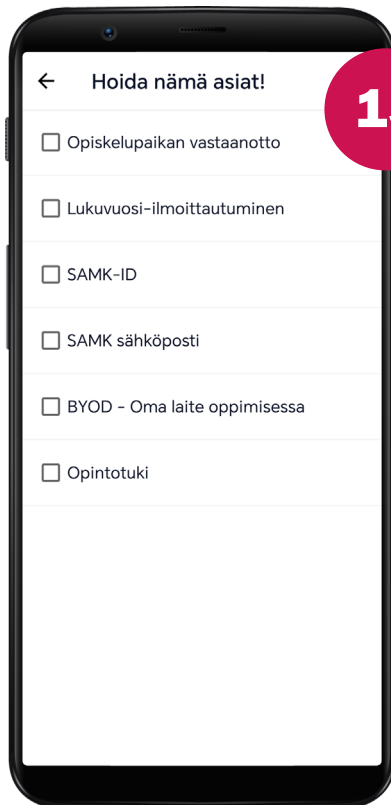 Hoida nämä asiat!
1.
Opiskelupaikan vastaanotto
Lukuvuosi-ilmoittautuminen
SAMK-ID
SAMK sähköposti
BYOD - Oma laite oppimisessa
Opintotuki